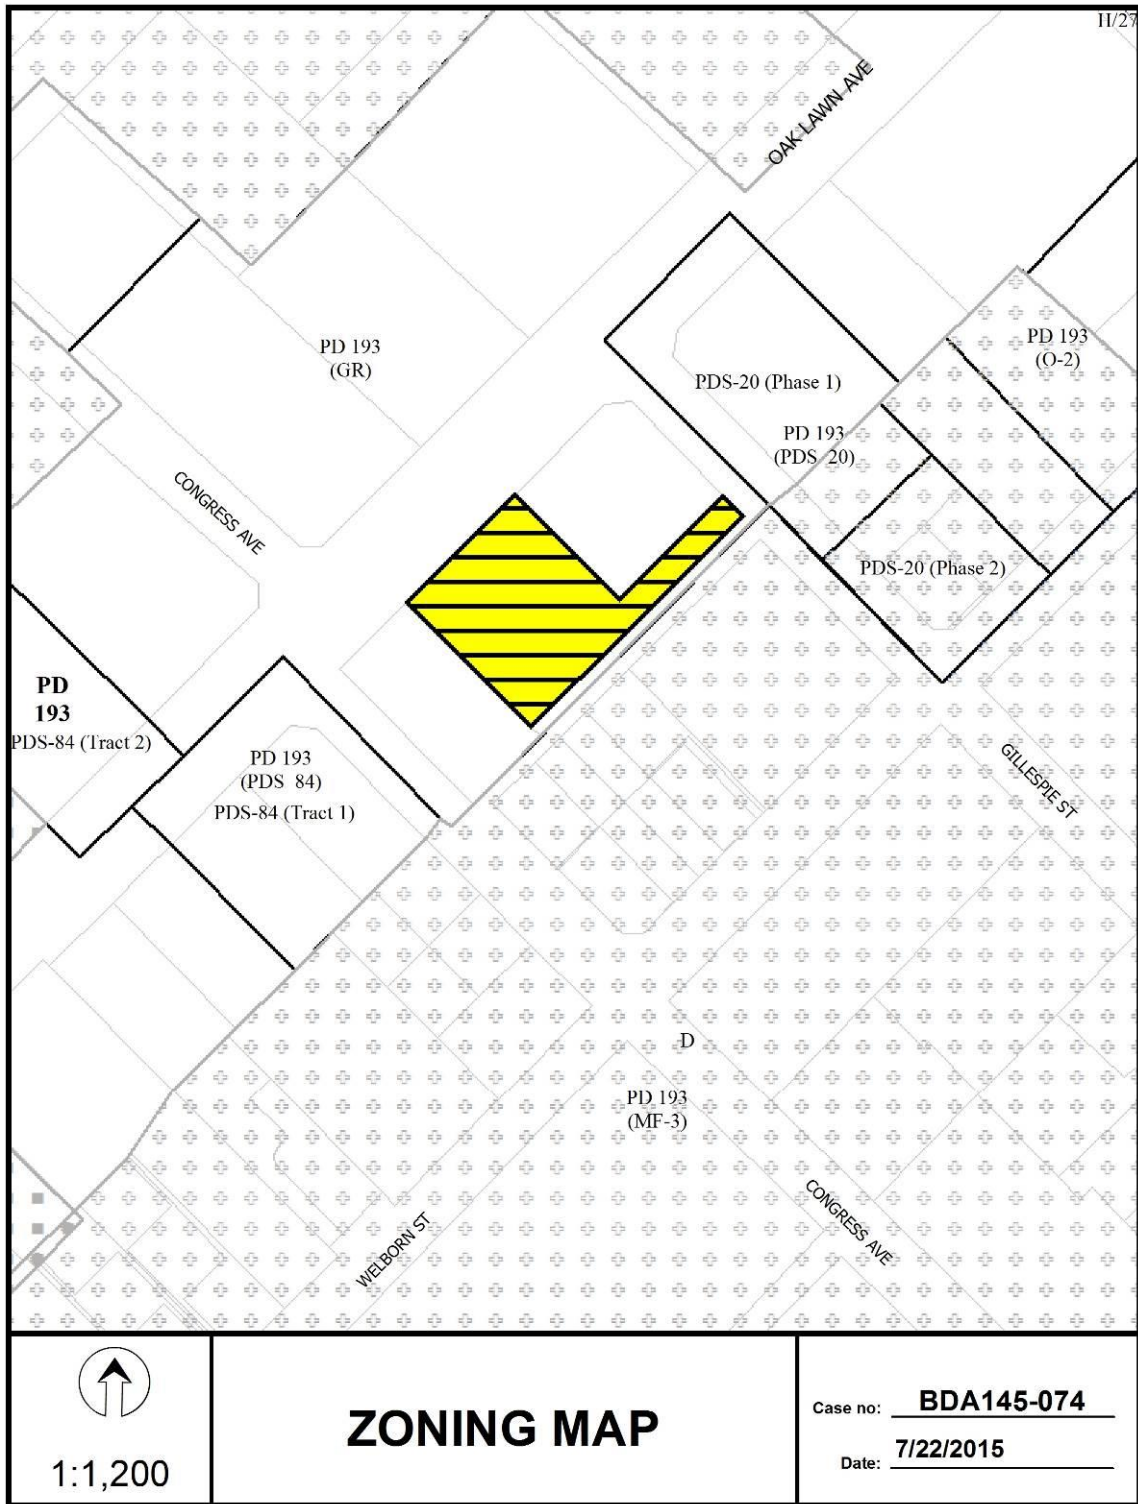 H/27
OAK LAWN AVE
PD 193
(O-2)
PD 193
(GR)
PDS-20 (Phase 1)
PD 193
(PDS 20)
CONGRESS AVE
PDS-20 (Phase 2)
PD
193
PDS-84 (Tract 2)
PD 193
(PDS 84)
PDS-84 (Tract 1)
GILLESPIE ST
D
PD 193
(MF-3)
WELBORN ST
CONGRESS AVE
1:1,200
ZONING MAP
Case no: BDA145-074
Date: 7/22/2015